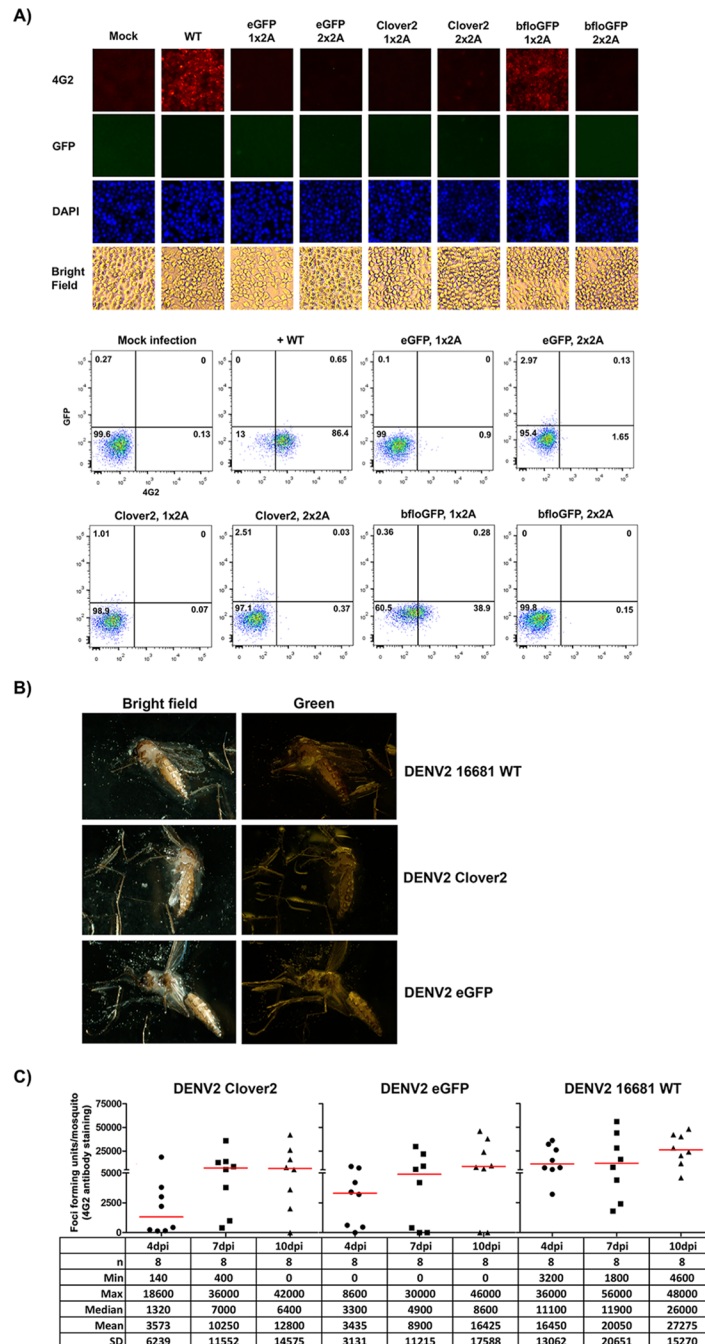 A)
Mock WT eGFP 1x2A eGFP 2x2A Clover2 1x2A Clover2 2x2A bfloGFP 1x2A bfloGFP 2x2A
4G2
GFP
DAPI
Bright
Field
Mock infection + WT eGFP, 1x2A eGFP, 2x2A
0.27 0 0 0.65 0.1 0 2.97 0.13
GFP
99.6 0.13 13 86.4 99 0.9 95.4 1.65
4G2
Clover2, 1x2A Clover2, 2x2A bfloGFP, 1x2A bfloGFP, 2x2A
1.01 0 2.51 0.03 0.36 0.28 0 0
98.9 0.07 97.1 0.37 60.5 38.9 99.8 0.15
B)
Bright field Green
DENV2 16681 WT
DENV2 Clover2
DENV2 eGFP
C)
DENV2 Clover2 DENV2 eGFP DENV2 16681 WT
Foci forming units/mosquito
(4G2 antibody staining)
75000
50000
25000
5000
2500
0
4dpi 7dpi 10dpi 4dpi 7dpi 10dpi 4dpi 7dpi 10dpi
n 8 8 8 8 8 8 8 8 8
Min 140 400 0 0 0 0 3200 1800 4600
Max 18600 36000 42000 8600 30000 46000 36000 56000 48000
Median 1320 7000 6400 3300 4900 8600 11100 11900 26000
Mean 3573 10250 12800 3435 8900 16425 16450 20050 27275
SD 6239 11552 14575 3131 11215 17588 13062 20651 15270